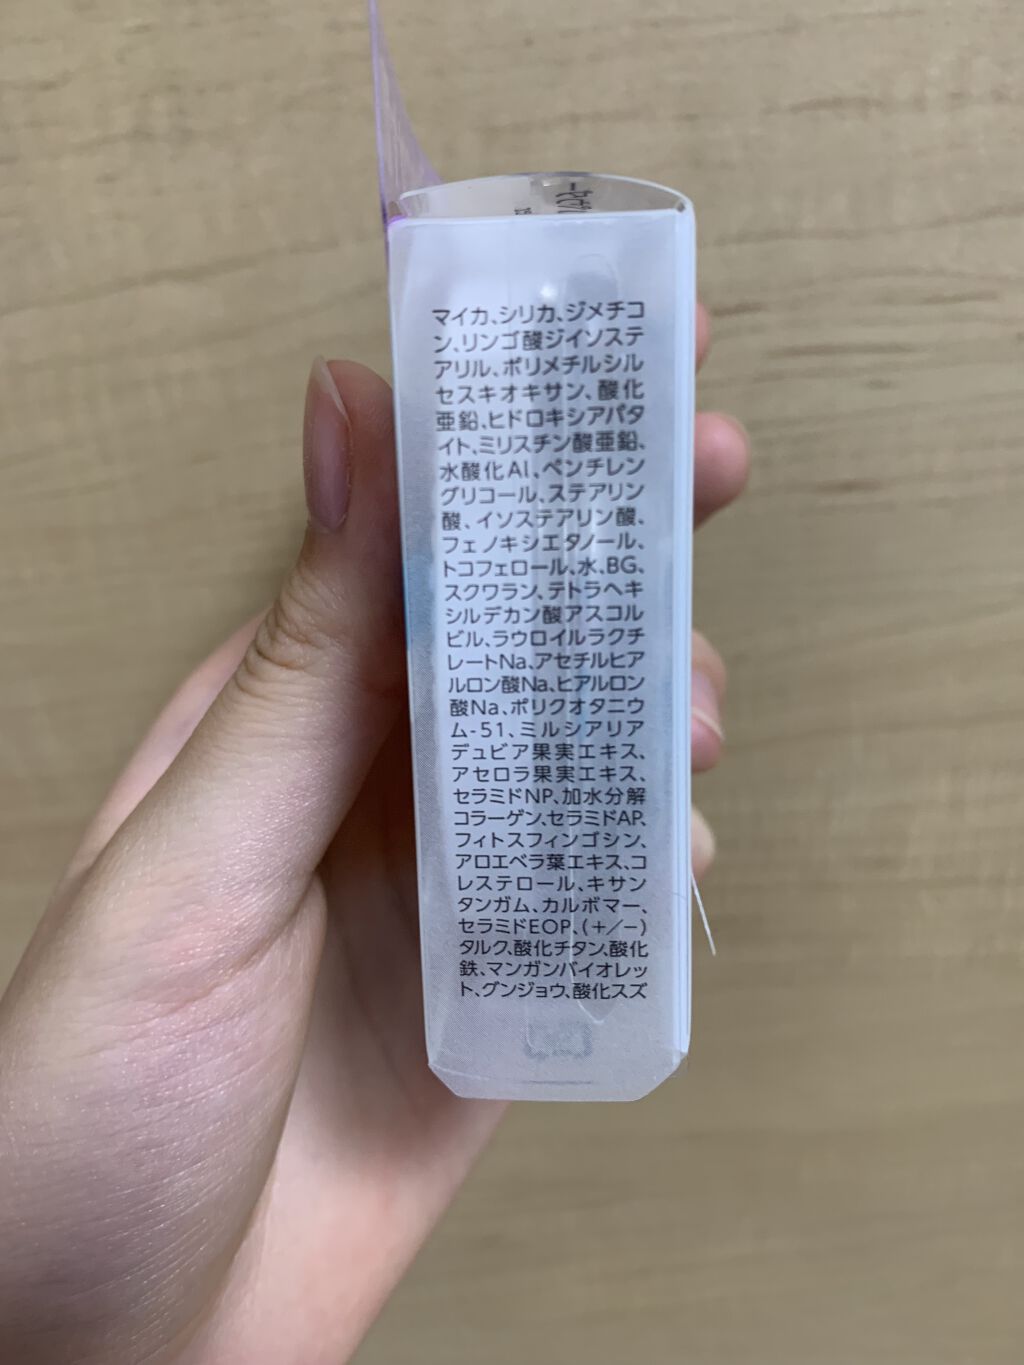 マイカ、シリカ、ジメチコ
ン、リンゴ酸ジイソステ
アリル、ポリメチルシル
セスキオキサン、酸化
亜鉛、ヒドロキシアパタ
イト、ミリスチン酸亜鉛、
水酸化Al、ペンチレン
グリコール、ステアリン
酸、イソステアリン酸、
フェノキシエタノール、
トコフェロール、水、BG、
スクワラン、テトラヘキ
シルデカン酸アスコル
ビル、ラウロイルラクチ
レートNa、アセチルヒア
ルロン酸Na、ヒアルロン
酸Na、ポリクオタニウ
ム-51、ミルシアリア
デュビア果実エキス、
アセロラ果実エキス、
セラミドNP、加水分解
コラーゲン、セラミドAP、
フィトスフィンゴシン、
アロエベラ葉エキス、コ
レステロール、キサン
タンガム、カルボマー、
セラミドEOP、(+/−)
タルク、酸化チタン、酸化
鉄、マンガンバイオレッ
ト、グンジョウ、酸化スズ